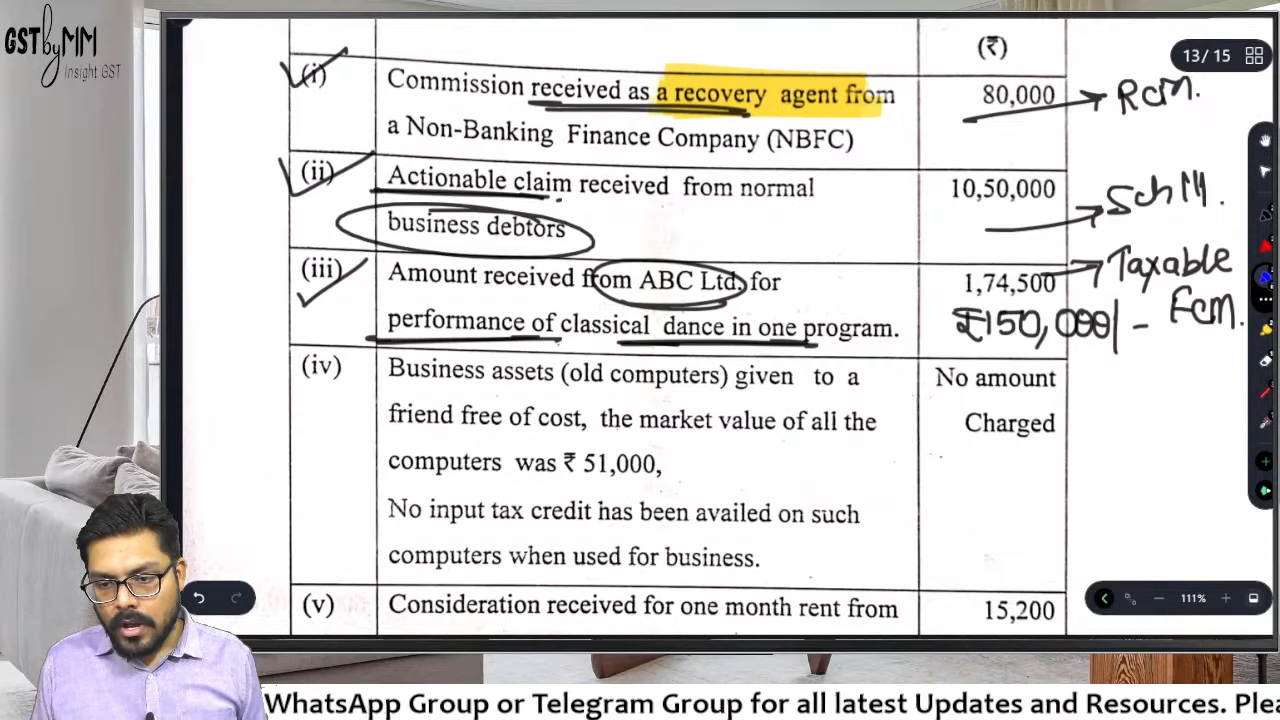 GSTbyMM
Insight GST
(₹)
13/15
(i) Commission received as a recovery agent from 80,000 → RCM.
a Non-Banking Finance Company (NBFC)
(ii) Actionable claim received from normal 10,50,000 → Sch III.
business debtors
(iii) Amount received from ABC Ltd. for 1,74,500 → Taxable
performance of classical dance in one program. ₹150,000/- FCM.
(iv) Business assets (old computers) given to a No amount
friend free of cost, the market value of all the Charged
computers was ₹ 51,000,
No input tax credit has been availed on such
computers when used for business.
(v) Consideration received for one month rent from 15,200
111%
WhatsApp Group or Telegram Group for all latest Updates and Resources. Plea